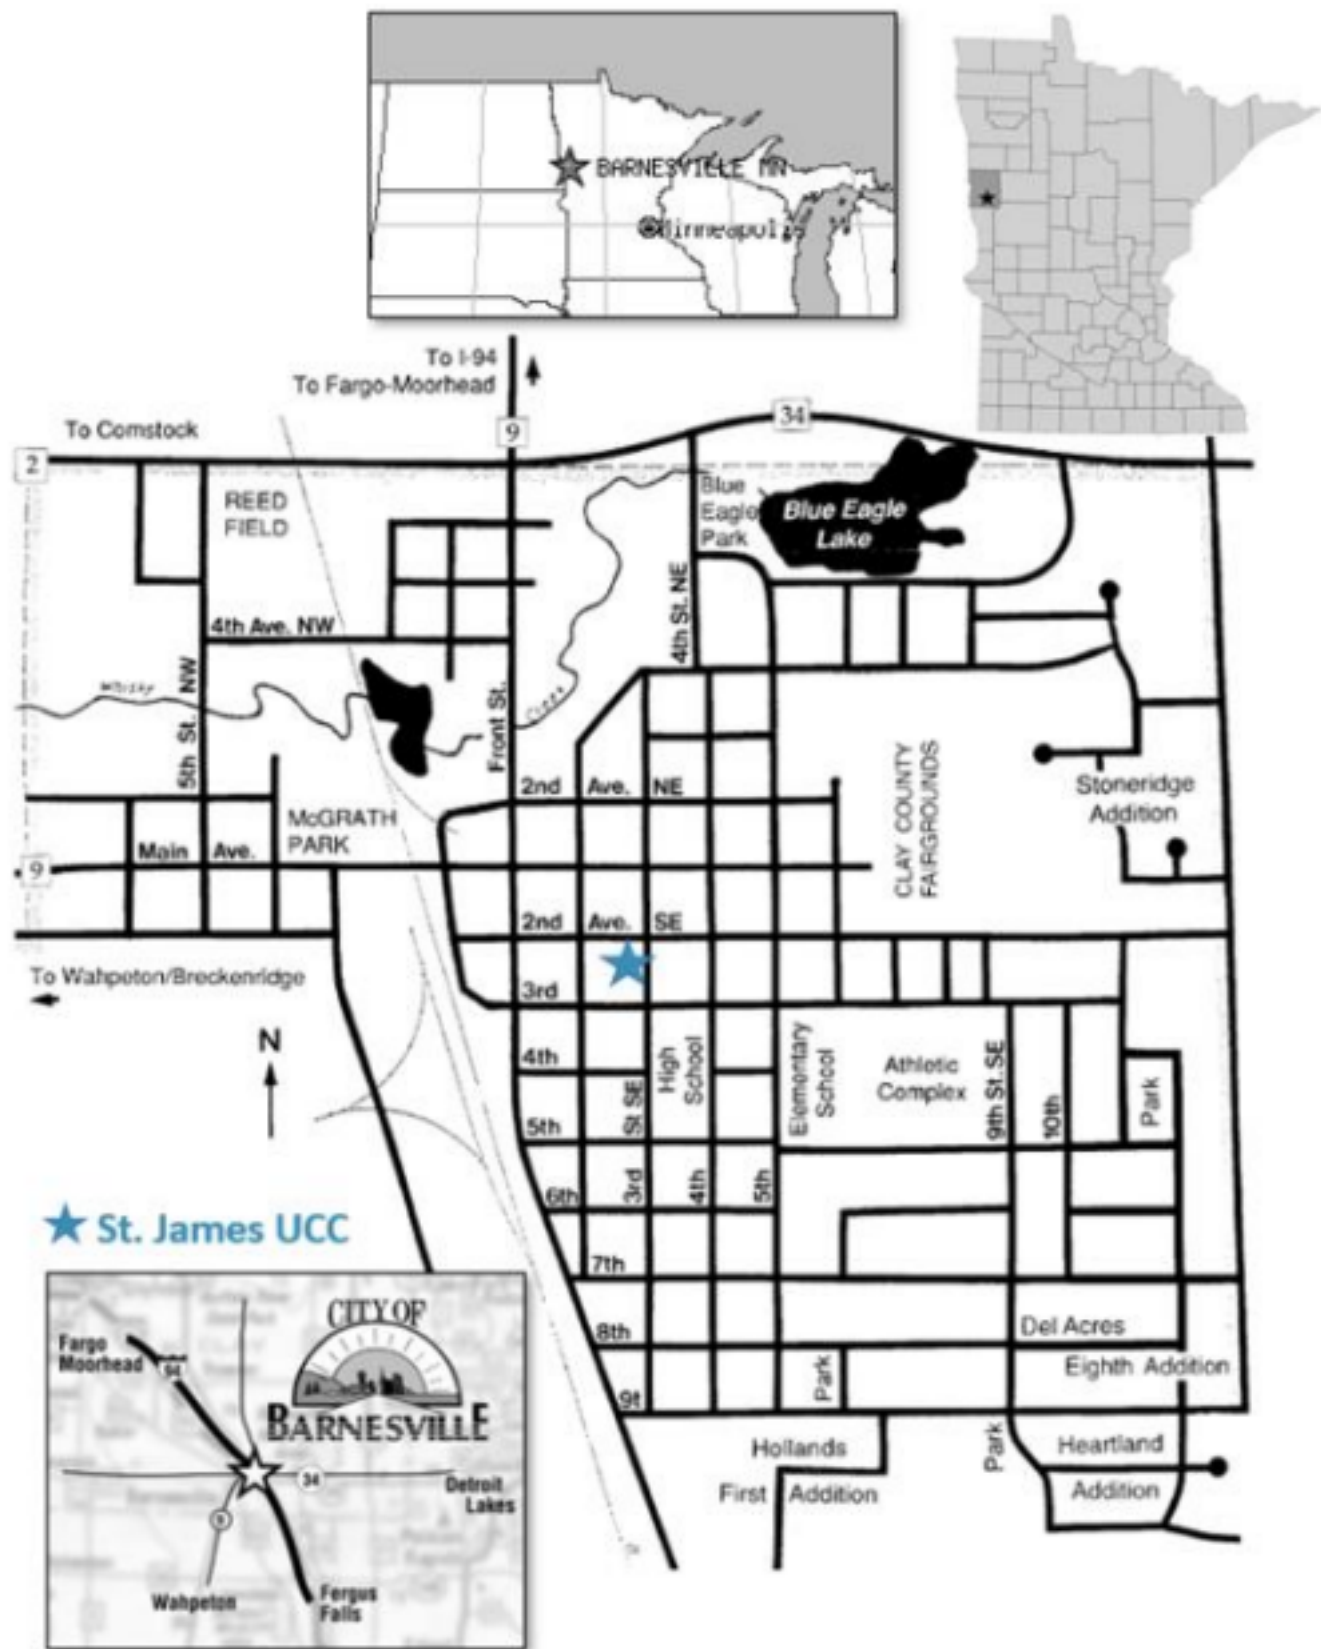 BARNESVILLE MN
Minneapolis
To I-94
To Fargo-Moorhead
To Comstock
9
34
2
REED
FIELD
Blue
Eagle
Park
Blue Eagle
Lake
4th St. NE
4th Ave. NW
5th St. NW
Whisky
Creek
Front St.
2nd Ave. NE
CLAY COUNTY
FAIRGROUNDS
Stoneridge
Addition
McGRATH
PARK
Main Ave.
9
2nd Ave. SE
To Wahpeton/Breckenridge
3rd
N
4th
High
School
Elementary
School
Athletic
Complex
9th St. SE
10th
Park
St SE
5th
3rd
4th
5th
6th
St. James UCC
7th
8th
Del Acres
Eighth Addition
Park
9t
Hollands
First Addition
Park
Heartland
Addition
CITY OF
BARNESVILLE
Fargo
Moorhead
94
34
Detroit
Lakes
9
Wahpeton
Fergus
Falls